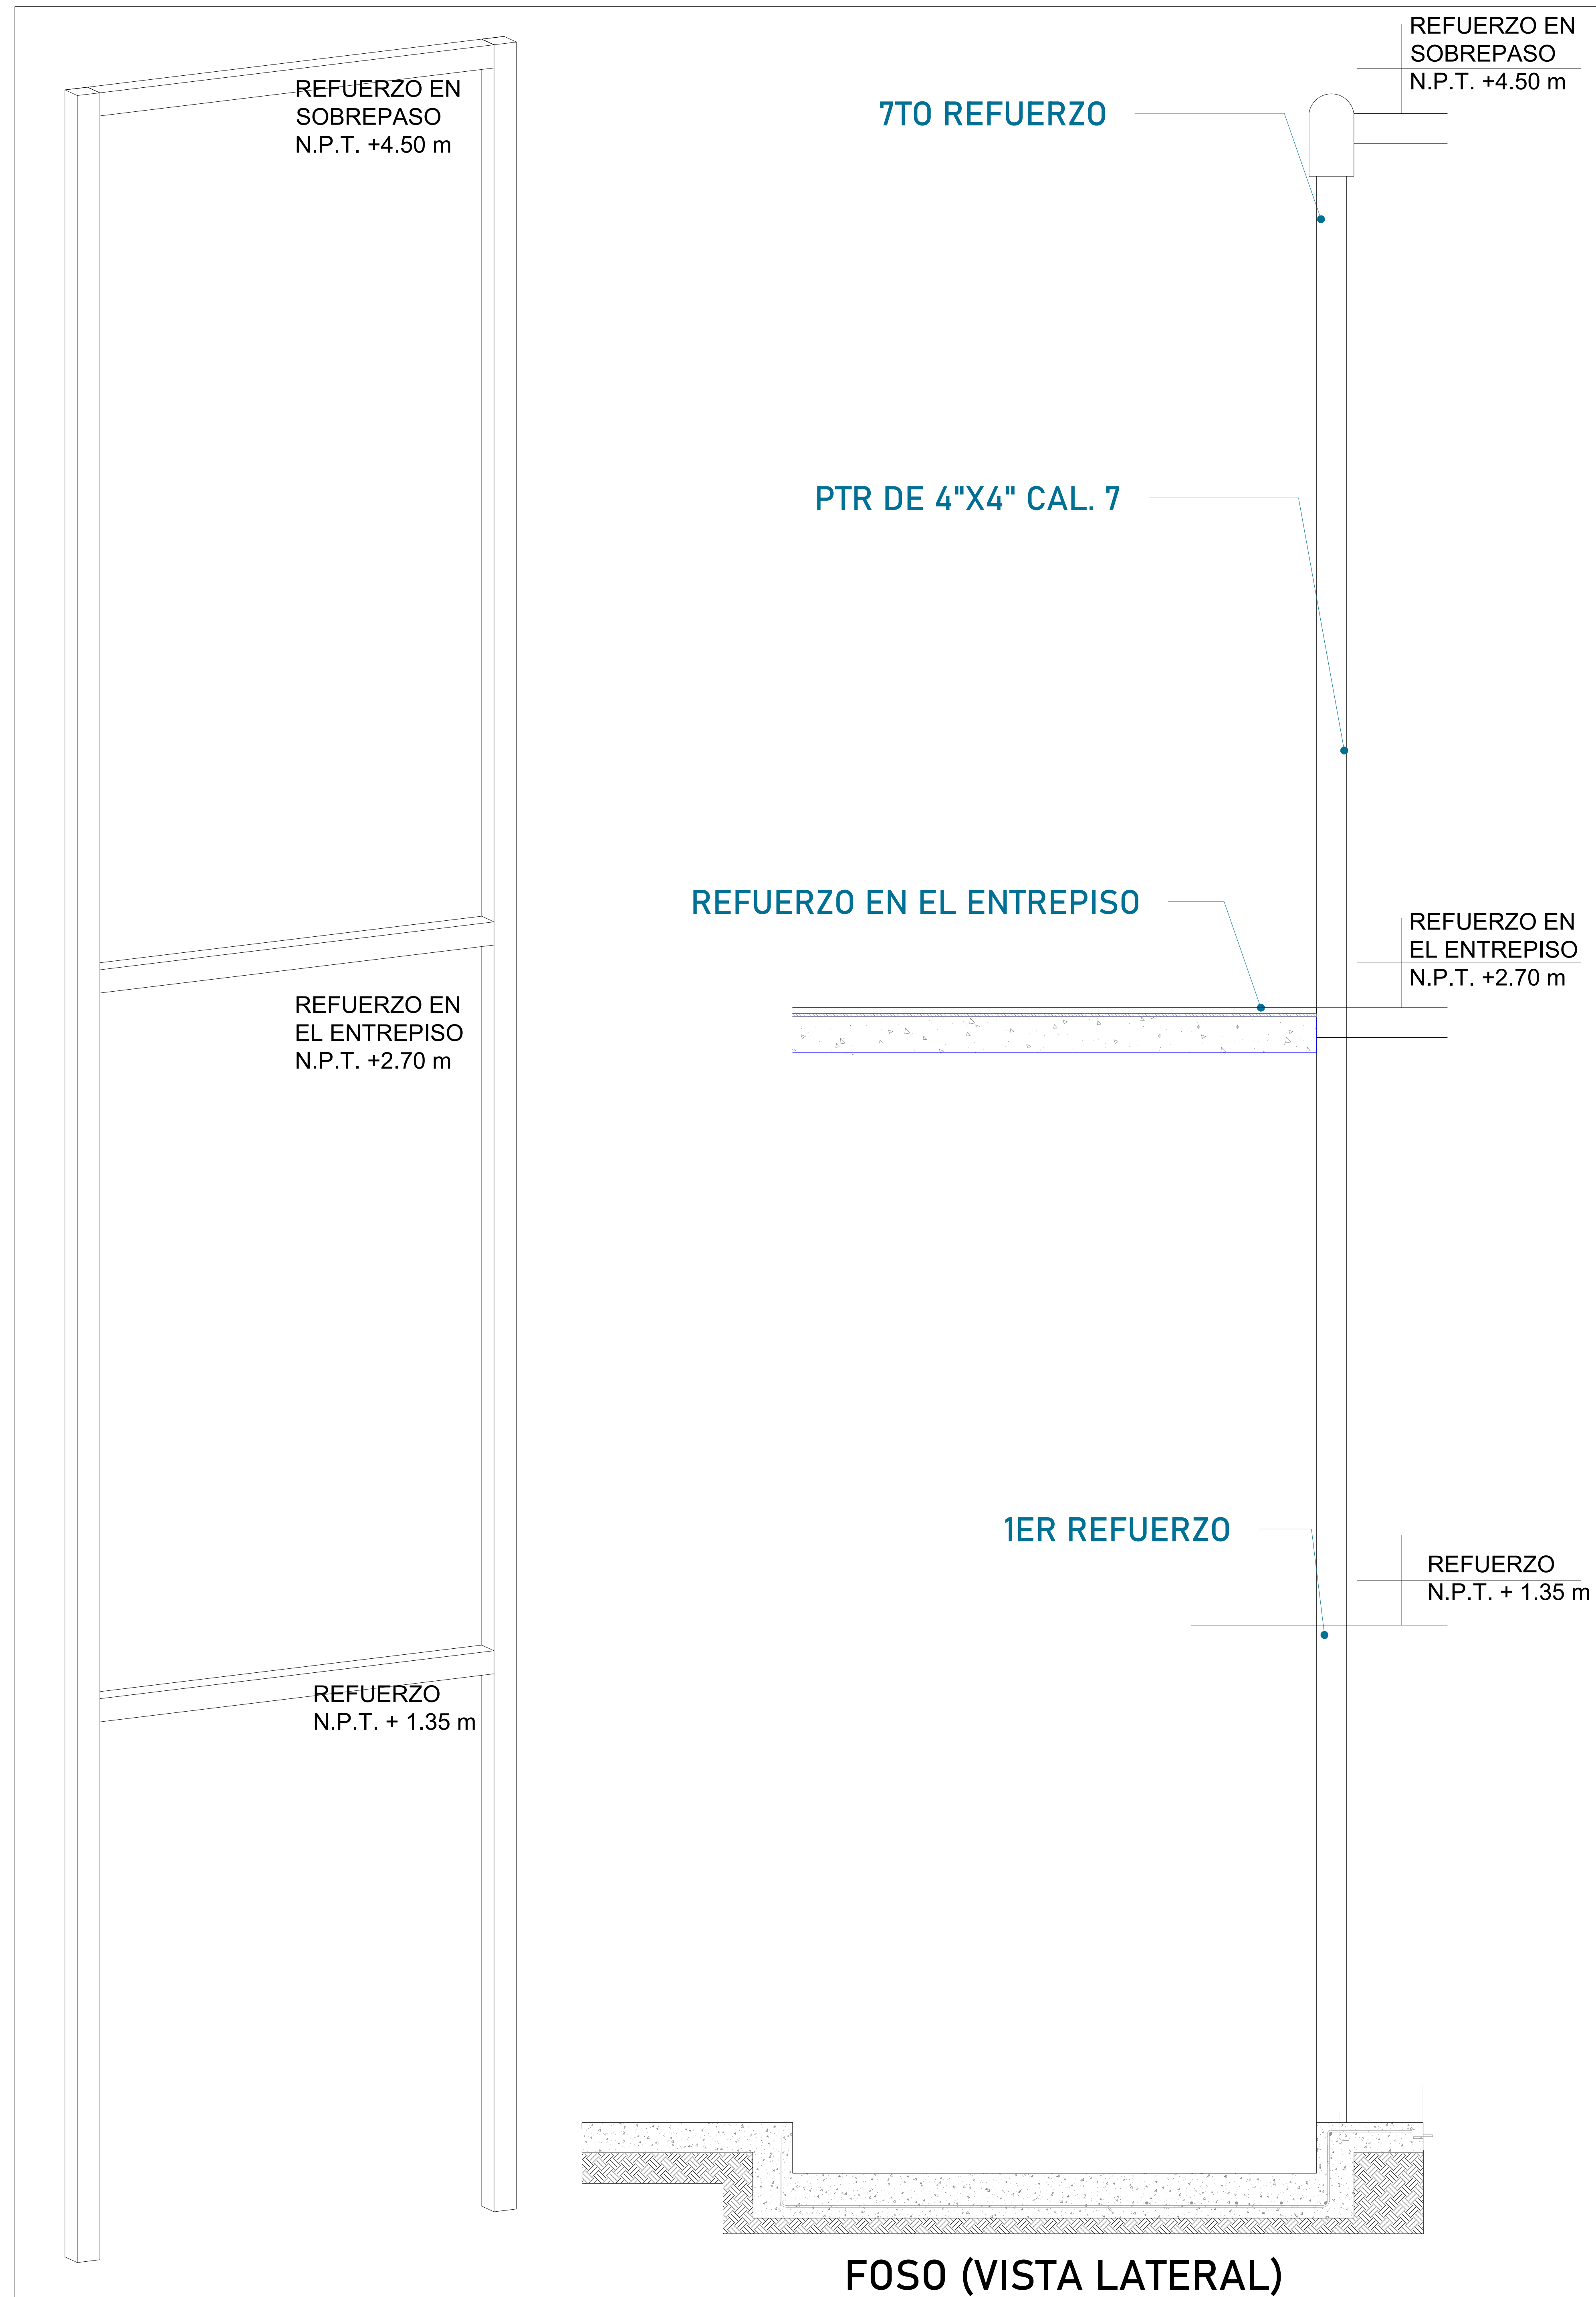 REFUERZO EN
SOBREPASO
N.P.T. +4.50 m
REFUERZO EN
SOBREPASO
N.P.T. +4.50 m
7TO REFUERZO
PTR DE 4"X4" CAL. 7
REFUERZO EN EL ENTREPISO
REFUERZO EN
EL ENTREPISO
N.P.T. +2.70 m
REFUERZO EN
EL ENTREPISO
N.P.T. +2.70 m
1ER REFUERZO
REFUERZO
N.P.T. + 1.35 m
REFUERZO
N.P.T. + 1.35 m
FOSO (VISTA LATERAL)